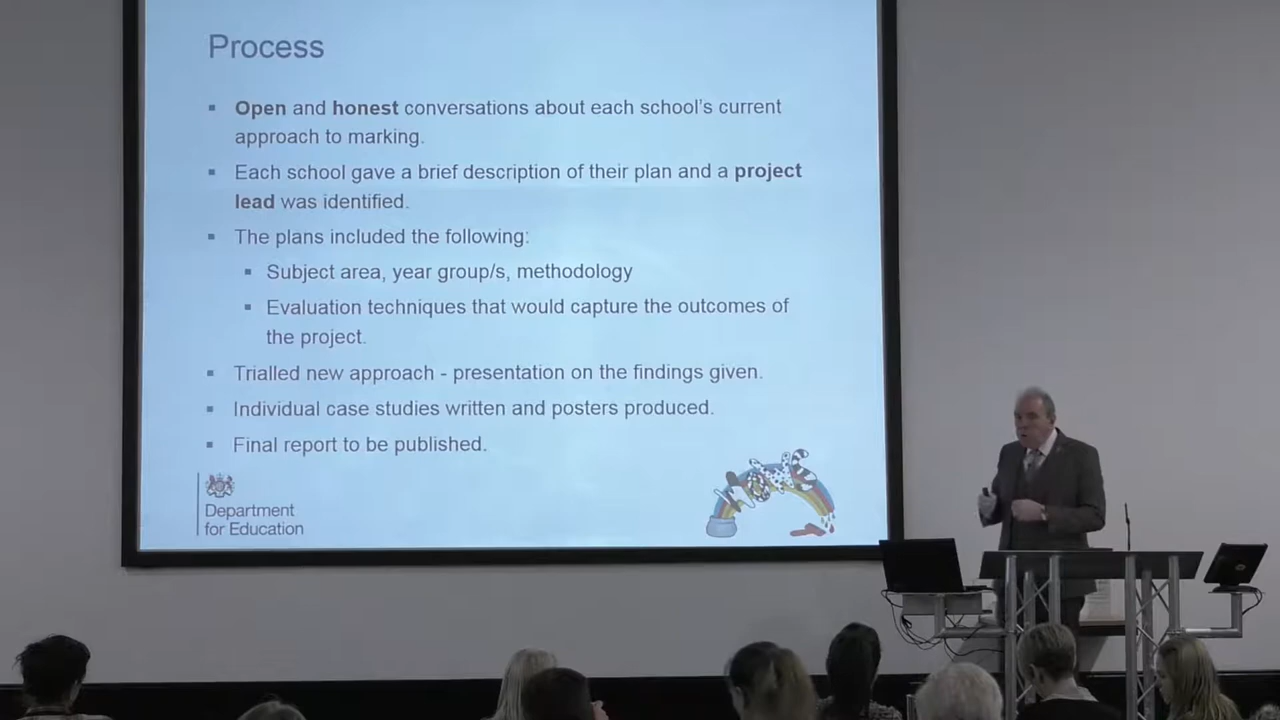 Process
▪ Open and honest conversations about each school's current
approach to marking.
▪ Each school gave a brief description of their plan and a project
lead was identified.
▪ The plans included the following:
▪ Subject area, year group/s, methodology
▪ Evaluation techniques that would capture the outcomes of
the project.
▪ Trialled new approach - presentation on the findings given.
▪ Individual case studies written and posters produced.
▪ Final report to be published.
Department
for Education